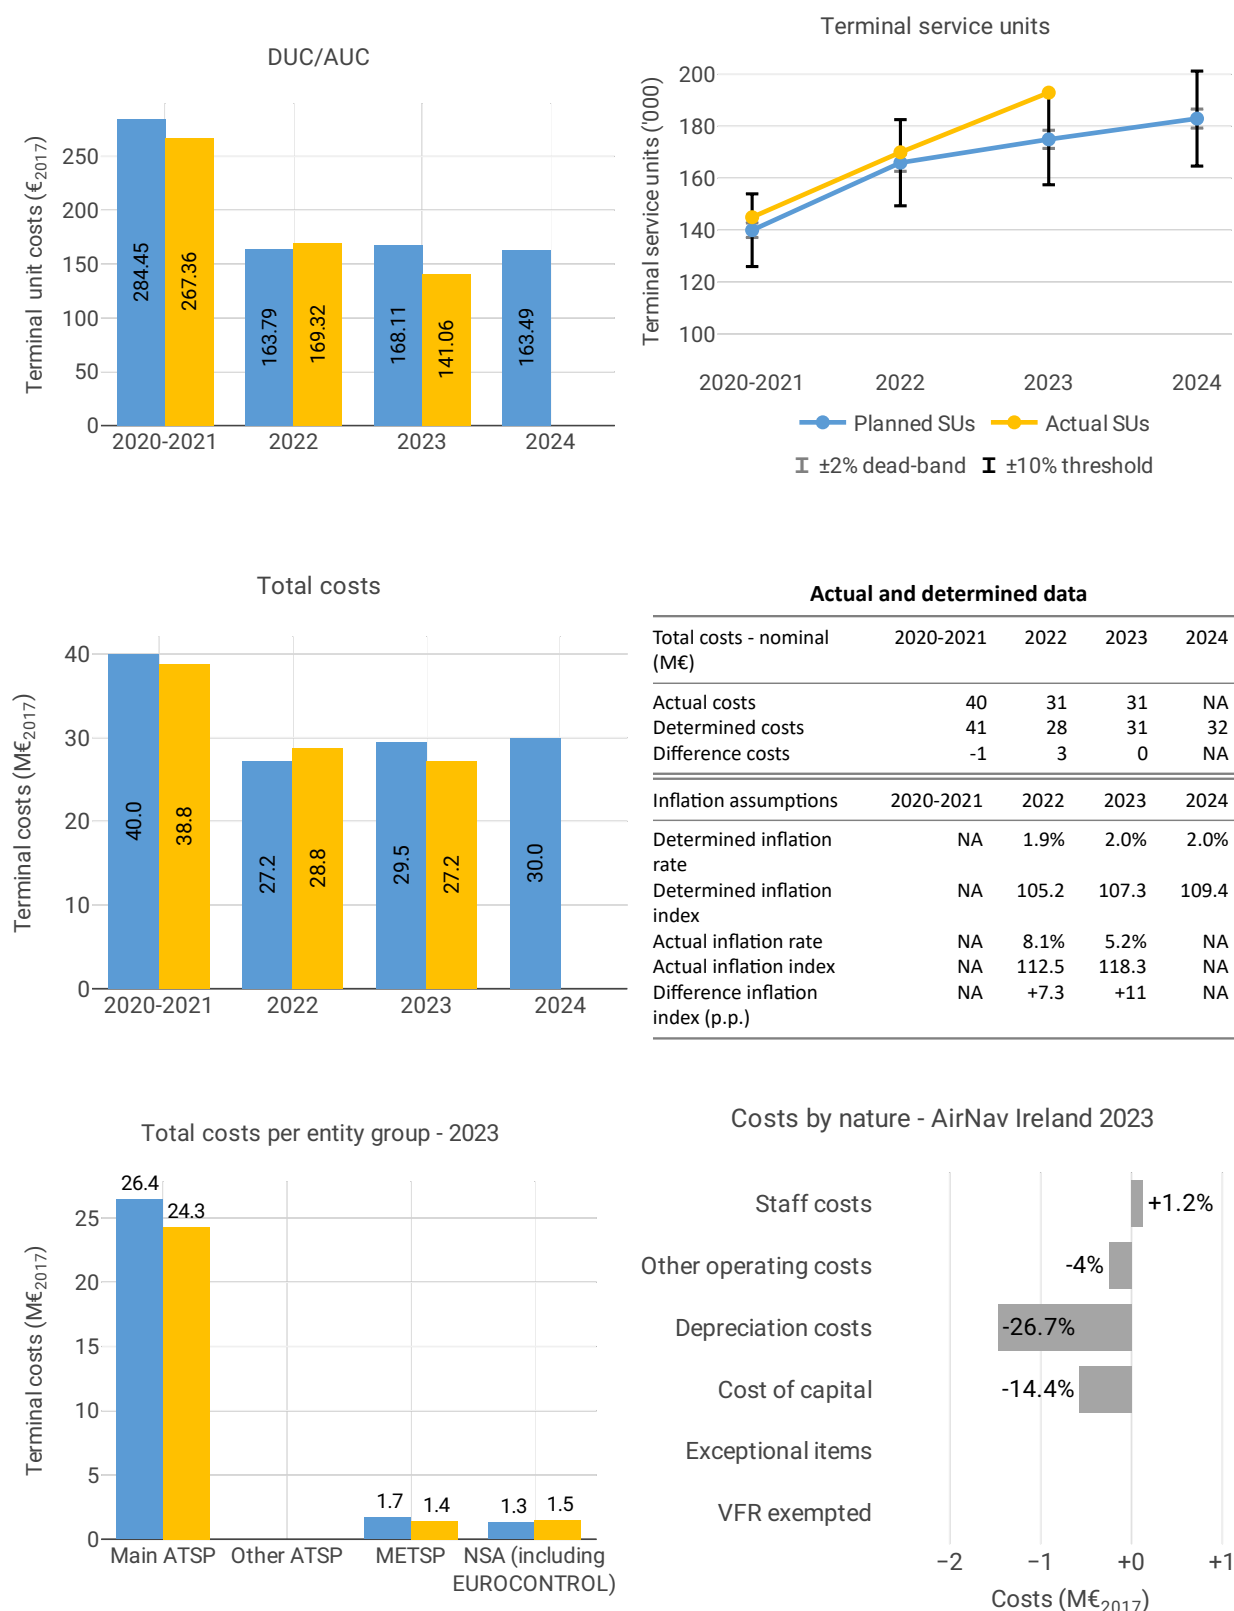 DUC/AUC
Terminal unit costs (€2017)
250
200
150
100
50
0
284.45
267.36
163.79
169.32
168.11
141.06
163.49
2020-2021 2022 2023 2024
Terminal service units
Terminal service units ('000)
200
180
160
140
120
100
2020-2021 2022 2023 2024
Planned SUs Actual SUs
±2% dead-band ±10% threshold
Total costs
Terminal costs (M€2017)
40
30
20
10
0
40.0
38.8
27.2
28.8
29.5
27.2
30.0
2020-2021 2022 2023 2024
Actual and determined data
Total costs - nominal 2020-2021 2022 2023 2024
(M€)
Actual costs 40 31 31 NA
Determined costs 41 28 31 32
Difference costs -1 3 0 NA
Inflation assumptions 2020-2021 2022 2023 2024
Determined inflation NA 1.9% 2.0% 2.0%
rate
Determined inflation NA 105.2 107.3 109.4
index
Actual inflation rate NA 8.1% 5.2% NA
Actual inflation index NA 112.5 118.3 NA
Difference inflation NA +7.3 +11 NA
index (p.p.)
Total costs per entity group - 2023
Terminal costs (M€2017)
25
20
15
10
5
0
26.4
24.3
1.7
1.4
1.3
1.5
Main ATSP Other ATSP METSP NSA (including
EUROCONTROL)
Costs by nature - AirNav Ireland 2023
Staff costs +1.2%
Other operating costs -4%
Depreciation costs -26.7%
Cost of capital -14.4%
Exceptional items
VFR exempted
−2 −1 +0 +1
Costs (M€2017)